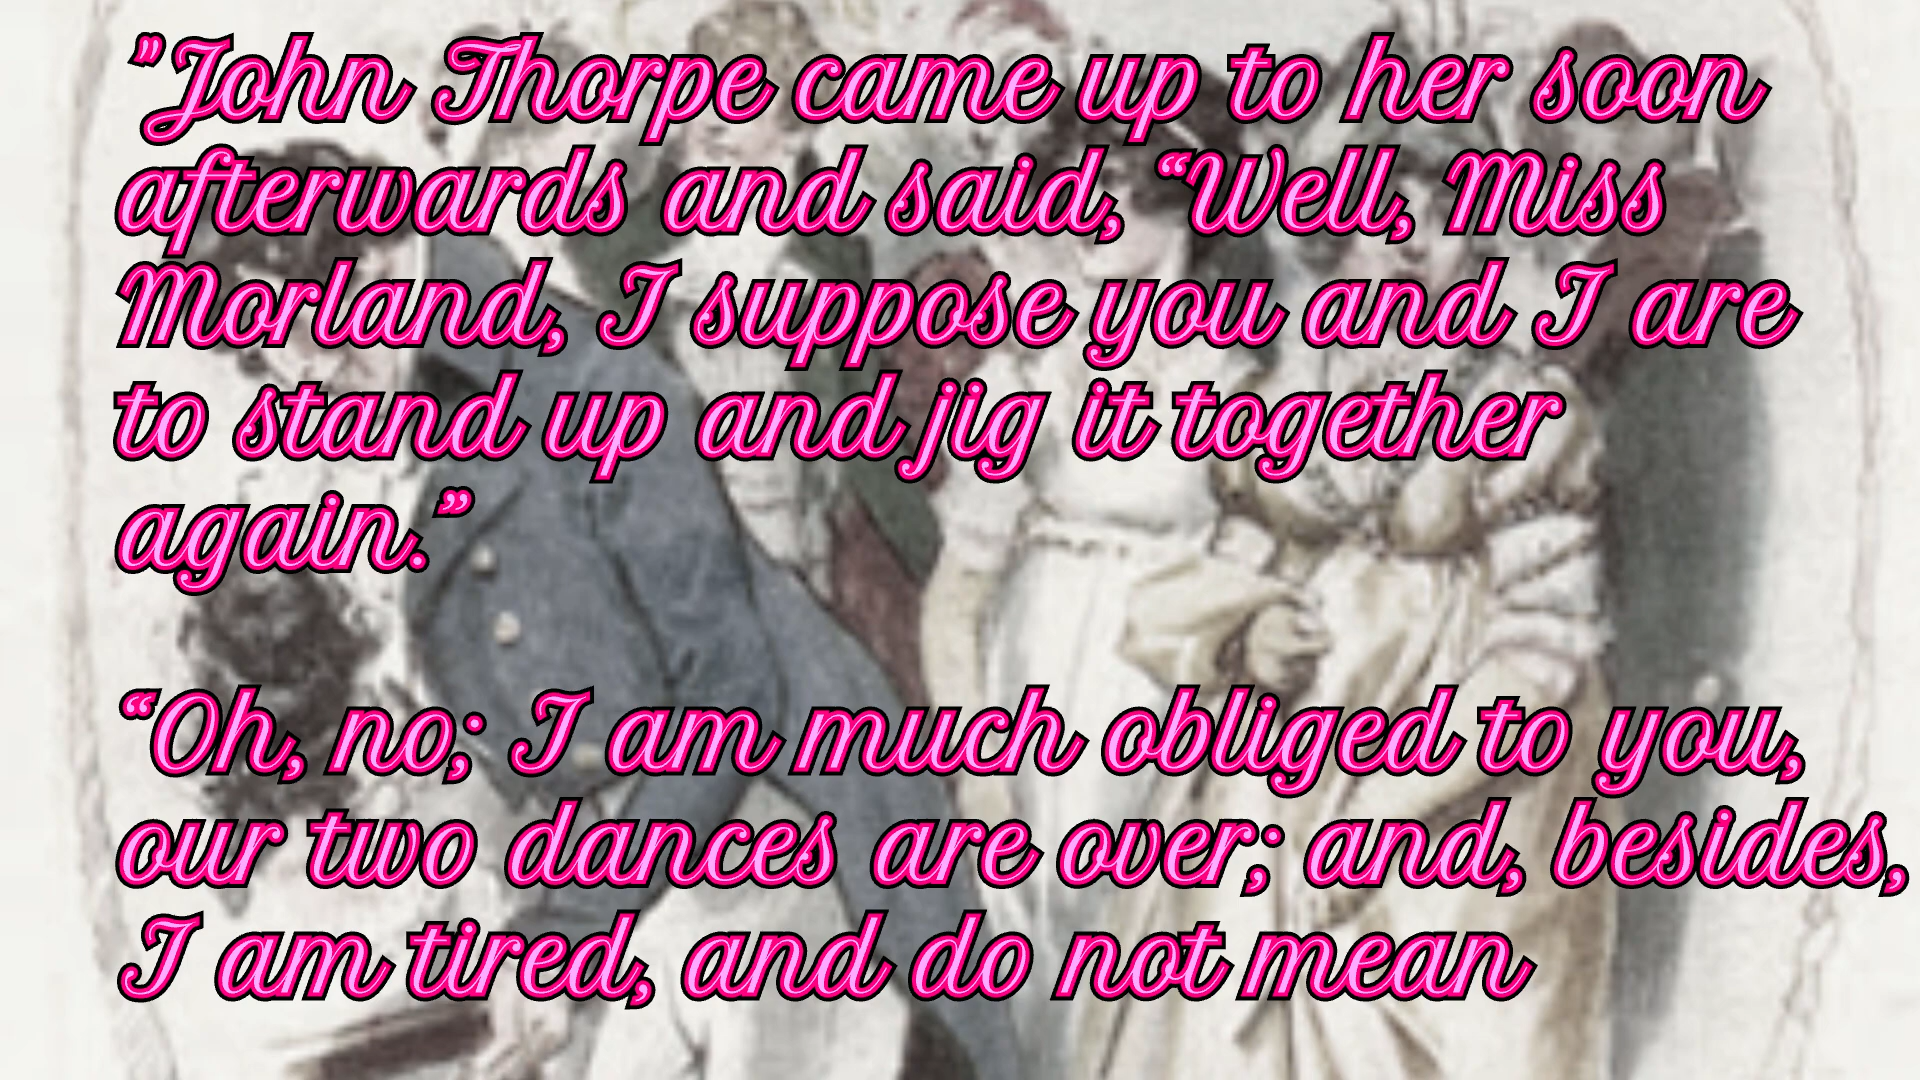 "John Thorpe came up to her soon
afterwards and said, “Well, Miss
Morland, I suppose you and I are
to stand up and jig it together
again.”
“Oh, no; I am much obliged to you,
our two dances are over; and, besides,
I am tired, and do not mean